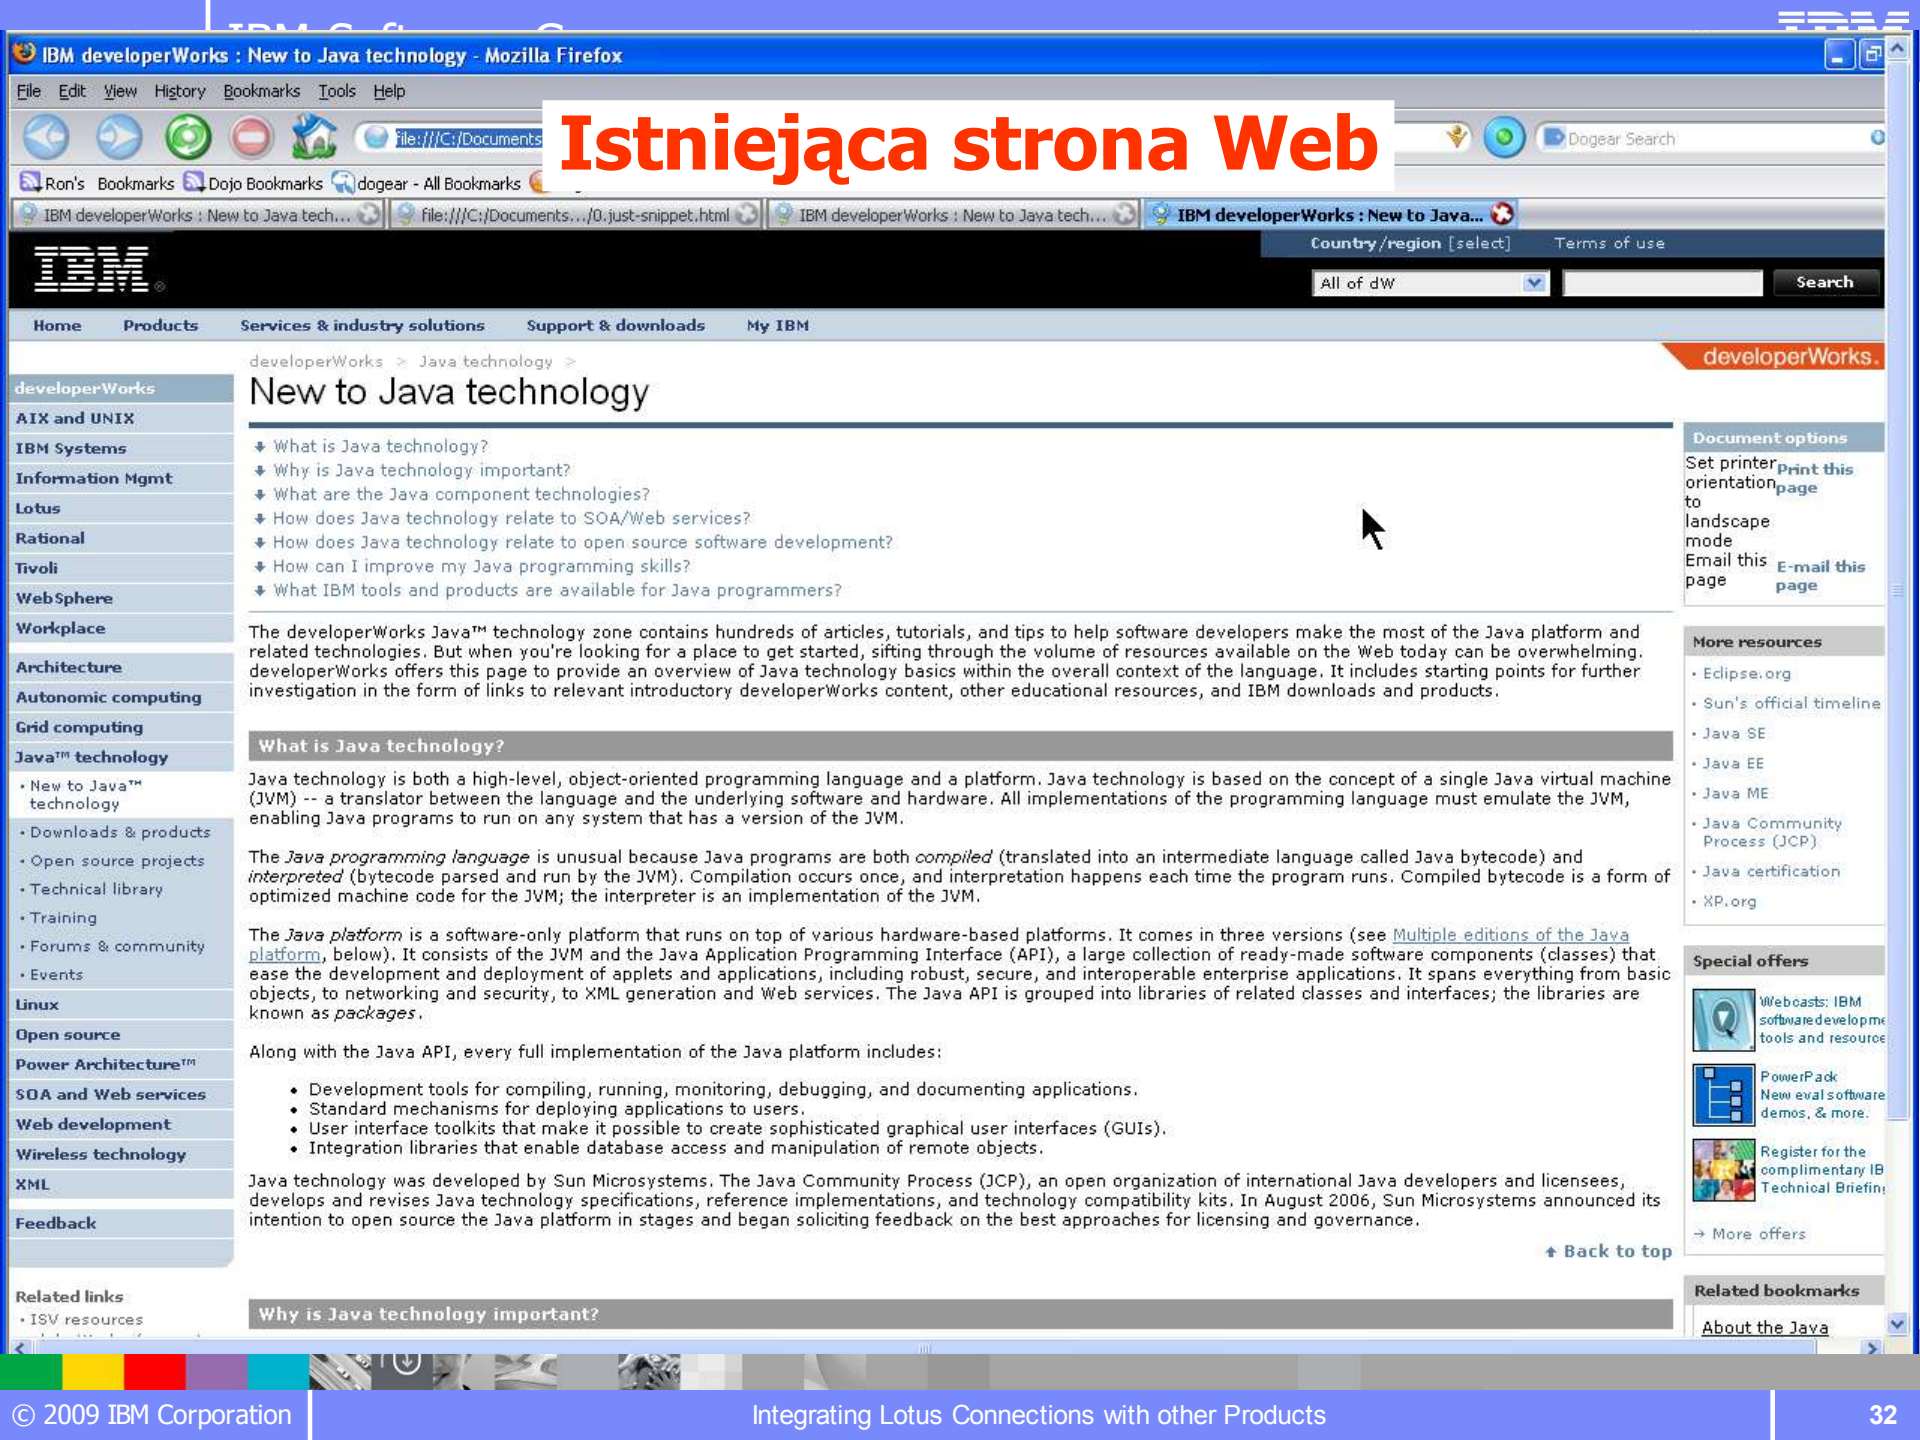 IBM developerWorks : New to Java technology - Mozilla Firefox
File Edit View History Bookmarks Tools Help
Istniejąca strona Web
file:///C:/Documents
Dogear Search
Ron's Bookmarks Dojo Bookmarks dogear - All Bookmarks
IBM developerWorks : New to Java tech... file:///C:/Documents.../0.just-snippet.html IBM developerWorks : New to Java tech... IBM developerWorks : New to Java...
Country/region [select] Terms of use
IBM®
All of dW Search
Home Products Services & industry solutions Support & downloads My IBM
developerWorks > Java technology >
developerWorks.
New to Java technology
developerWorks
AIX and UNIX
IBM Systems
Information Mgmt
Lotus
Rational
Tivoli
WebSphere
Workplace
Architecture
Autonomic computing
Grid computing
Java™ technology
• New to Java™
technology
• Downloads & products
• Open source projects
• Technical library
• Training
• Forums & community
• Events
Linux
Open source
Power Architecture™
SOA and Web services
Web development
Wireless technology
XML
Feedback
Related links
• ISV resources
What is Java technology?
Why is Java technology important?
What are the Java component technologies?
How does Java technology relate to SOA/Web services?
How does Java technology relate to open source software development?
How can I improve my Java programming skills?
What IBM tools and products are available for Java programmers?
The developerWorks Java™ technology zone contains hundreds of articles, tutorials, and tips to help software developers make the most of the Java platform and
related technologies. But when you're looking for a place to get started, sifting through the volume of resources available on the Web today can be overwhelming.
developerWorks offers this page to provide an overview of Java technology basics within the overall context of the language. It includes starting points for further
investigation in the form of links to relevant introductory developerWorks content, other educational resources, and IBM downloads and products.
What is Java technology?
Java technology is both a high-level, object-oriented programming language and a platform. Java technology is based on the concept of a single Java virtual machine
(JVM) -- a translator between the language and the underlying software and hardware. All implementations of the programming language must emulate the JVM,
enabling Java programs to run on any system that has a version of the JVM.
The Java programming language is unusual because Java programs are both compiled (translated into an intermediate language called Java bytecode) and
interpreted (bytecode parsed and run by the JVM). Compilation occurs once, and interpretation happens each time the program runs. Compiled bytecode is a form of
optimized machine code for the JVM; the interpreter is an implementation of the JVM.
The Java platform is a software-only platform that runs on top of various hardware-based platforms. It comes in three versions (see Multiple editions of the Java
platform, below). It consists of the JVM and the Java Application Programming Interface (API), a large collection of ready-made software components (classes) that
ease the development and deployment of applets and applications, including robust, secure, and interoperable enterprise applications. It spans everything from basic
objects, to networking and security, to XML generation and Web services. The Java API is grouped into libraries of related classes and interfaces; the libraries are
known as packages.
Along with the Java API, every full implementation of the Java platform includes:
• Development tools for compiling, running, monitoring, debugging, and documenting applications.
• Standard mechanisms for deploying applications to users.
• User interface toolkits that make it possible to create sophisticated graphical user interfaces (GUIs).
• Integration libraries that enable database access and manipulation of remote objects.
Java technology was developed by Sun Microsystems. The Java Community Process (JCP), an open organization of international Java developers and licensees,
develops and revises Java technology specifications, reference implementations, and technology compatibility kits. In August 2006, Sun Microsystems announced its
intention to open source the Java platform in stages and began soliciting feedback on the best approaches for licensing and governance.
Back to top
Why is Java technology important?
Document options
Set printer
orientation
to
landscape
mode
Print this
page
Email this
page
E-mail this
page
More resources
• Eclipse.org
• Sun's official timeline
• Java SE
• Java EE
• Java ME
• Java Community
Process (JCP)
• Java certification
• XP.org
Special offers
Webcasts: IBM
software developme
tools and resource
PowerPack
New eval software
demos, & more.
Register for the
complimentary IB
Technical Briefin
→ More offers
Related bookmarks
About the Java
© 2009 IBM Corporation
Integrating Lotus Connections with other Products
32